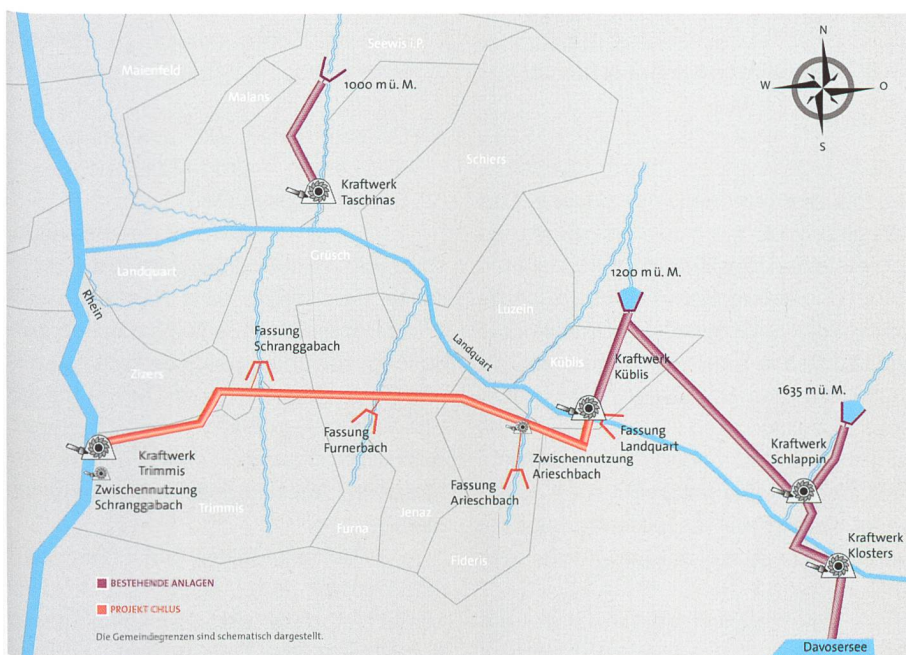 N
W
O
S
Seewis i.P.
Maienfeld
Malans
1000 m ü. M.
Schiers
Kraftwerk
Taschinas
Grüsch
Landquart
1200 m ü. M.
Rhein
Luzein
Fassung
Schranggabach
Landquart
Küblis
Kraftwerk
Küblis
Zizers
1635 m ü. M.
Fassung
Furnerbach
Fassung
Landquart
Kraftwerk
Schlappin
Kraftwerk
Trimmis
Zwischennutzung
Arieschbach
Fassung
Arieschbach
Zwischennutzung
Schranggabach
Trimmis
Jenaz
Furna
Fideris
Kraftwerk
Klosters
BESTEHENDE ANLAGEN
PROJEKT CHLUS
Die Gemeindegrenzen sind schematisch dargestellt.
Davosersee